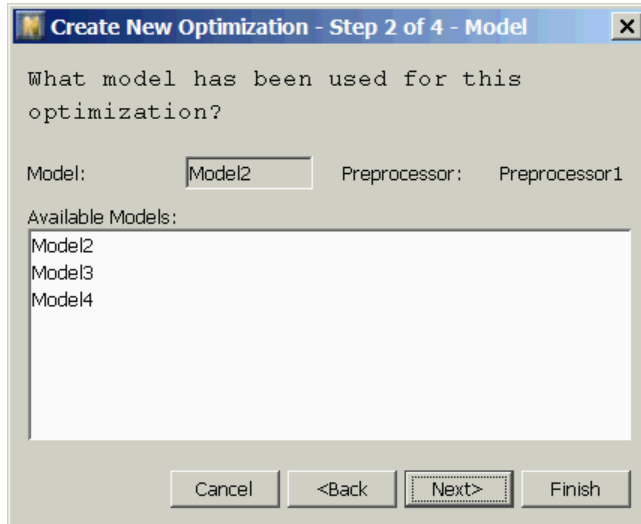 Create New Optimization - Step 2 of 4 - Model
What model has been used for this
optimization?
Model: Model2 Preprocessor: Preprocessor1
Available Models:
Model2
Model3
Model4
Cancel <Back Next> Finish